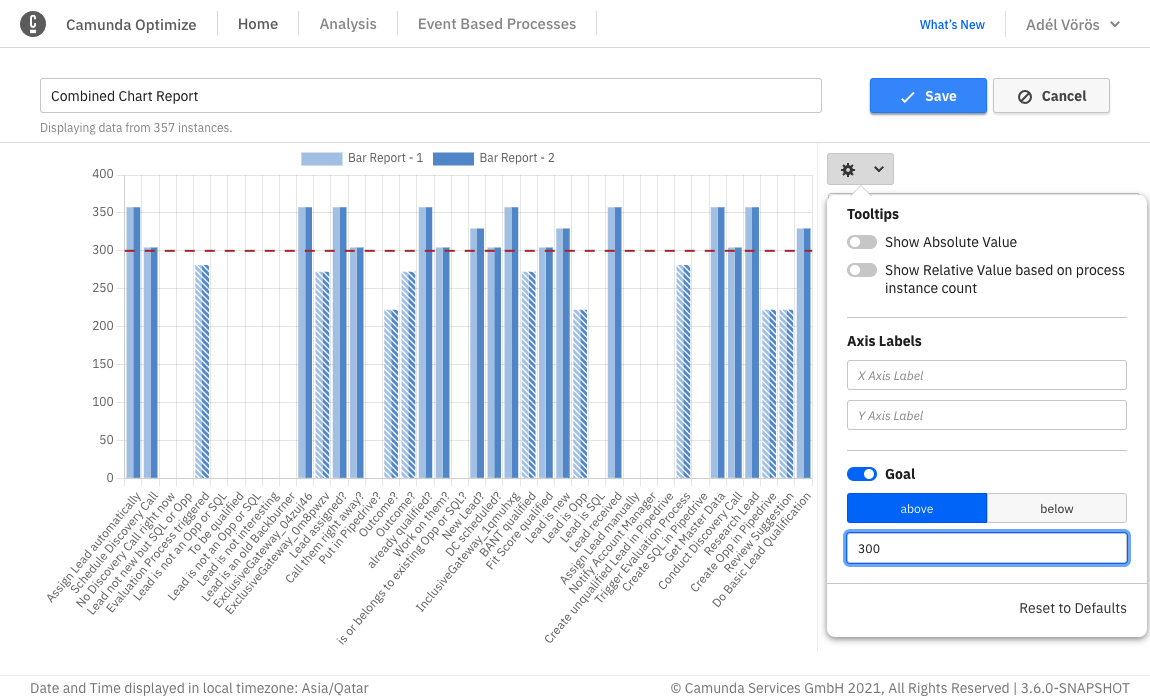 Camunda Optimize
Home
Analysis
Event Based Processes
What's New
Adél Vörös
Combined Chart Report
Save
Cancel
Displaying data from 357 instances.
Bar Report - 1
Bar Report - 2
400
350
300
250
200
150
100
50
0
Assign Lead automatically
Schedule Discovery Call
No Discovery Call right now
Lead not new but SQL or Opp
Evaluation Process triggered
Lead is not an Opp or SQL
To be qualified
Lead is not an Opp or SQL
Lead is not interesting
Lead is an old Backburner
ExclusiveGateway_04zuj46
ExclusiveGateway_0m8pwzv
Lead assigned?
Call them right away?
Put in Pipedrive?
Outcome?
Outcome?
already qualified?
Work on them?
is or belongs to existing Opp or SQL?
New Lead?
DC scheduled?
InclusiveGateway_1qmuhxg
BANT qualified
Fit Score qualified
Lead is new
Lead is Opp
Lead is SQL
Lead received
Assign Lead manually
Notify Account Manager
Create unqualified Lead in Pipedrive
Trigger Evaluation Process
Create SQL in Pipedrive
Get Master Data
Conduct Discovery Call
Research Lead
Create Opp in Pipedrive
Review Suggestion
Do Basic Lead Qualification
Tooltips
Show Absolute Value
Show Relative Value based on process
instance count
Axis Labels
X Axis Label
Y Axis Label
Goal
above
below
300
Reset to Defaults
Date and Time displayed in local timezone: Asia/Qatar
© Camunda Services GmbH 2021, All Rights Reserved | 3.6.0-SNAPSHOT